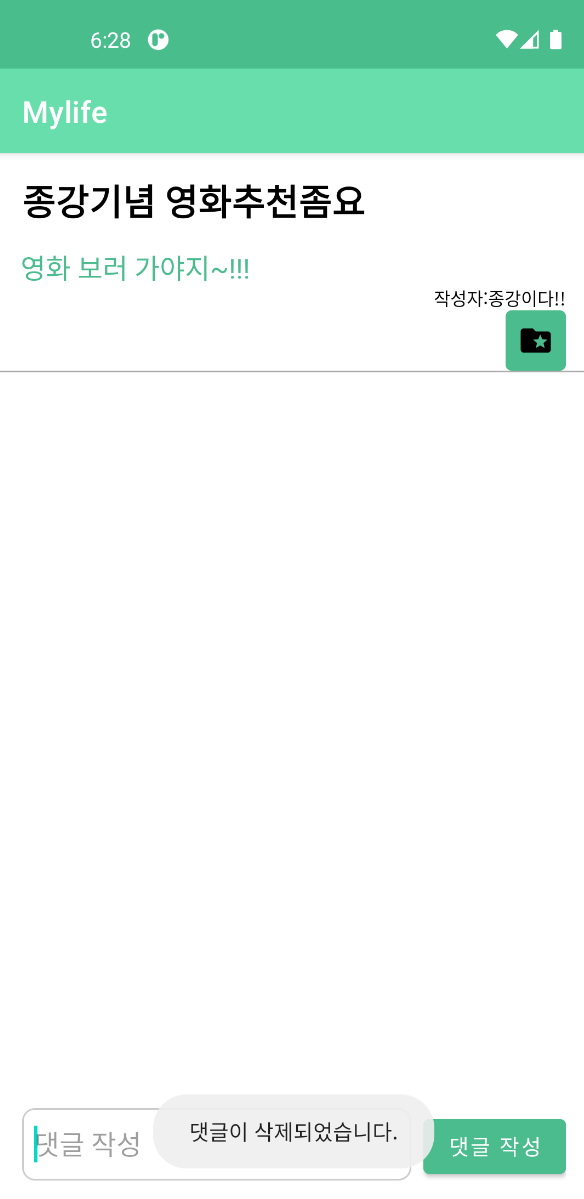 6:28
Mylife
종강기념 영화추천좀요
영화 보러 가야지~!!!
작성자:종강이다!!
댓글 작성
댓글이 삭제되었습니다.
댓글 작성